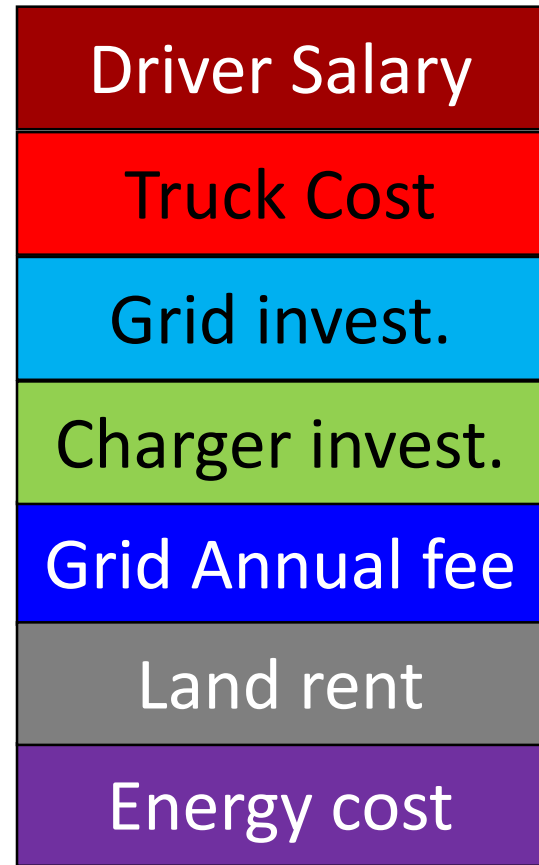 Driver Salary
Truck Cost
Grid invest.
Charger invest.
Grid Annual fee
Land rent
Energy cost